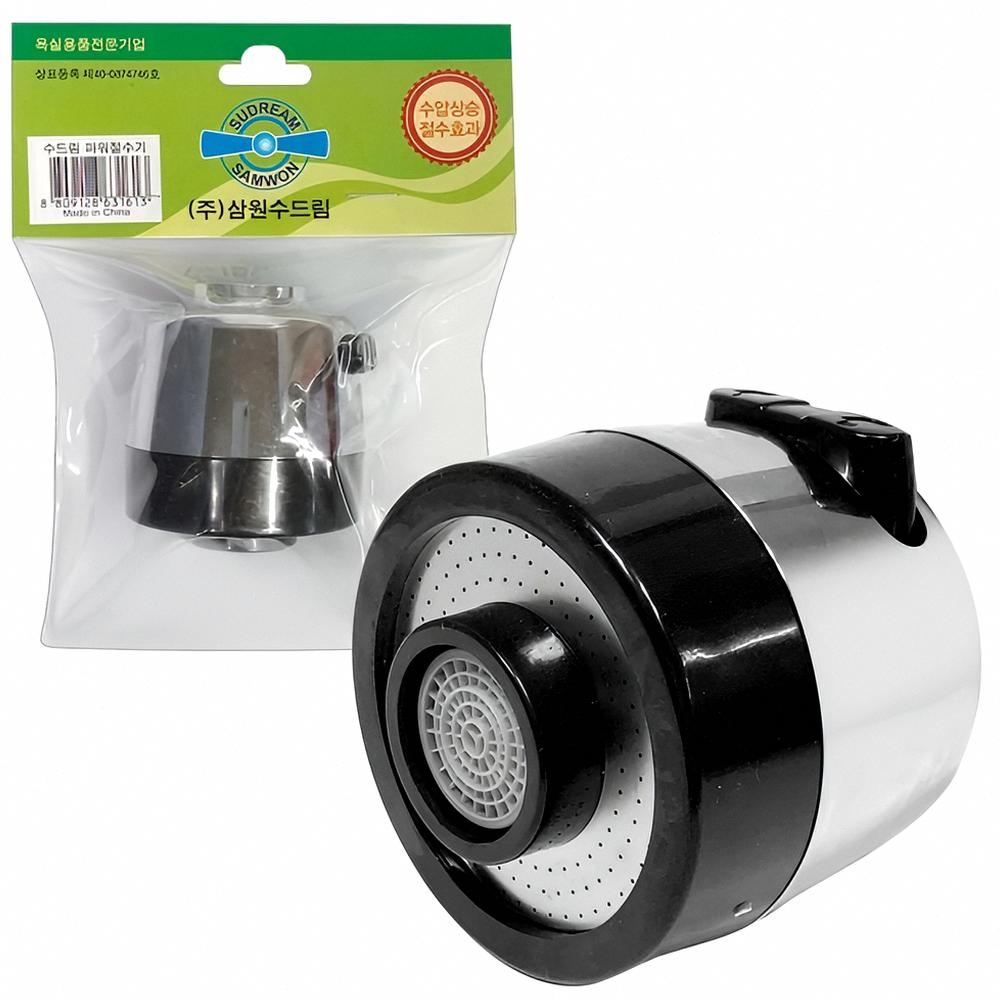 욕실용품전문기업
상표등록 제40-0374746호
수드림 파워절수기
8 809128 631613
Made in China
SUDREAM
SAMWON
(주)삼원수드림
수압상승
절수효과